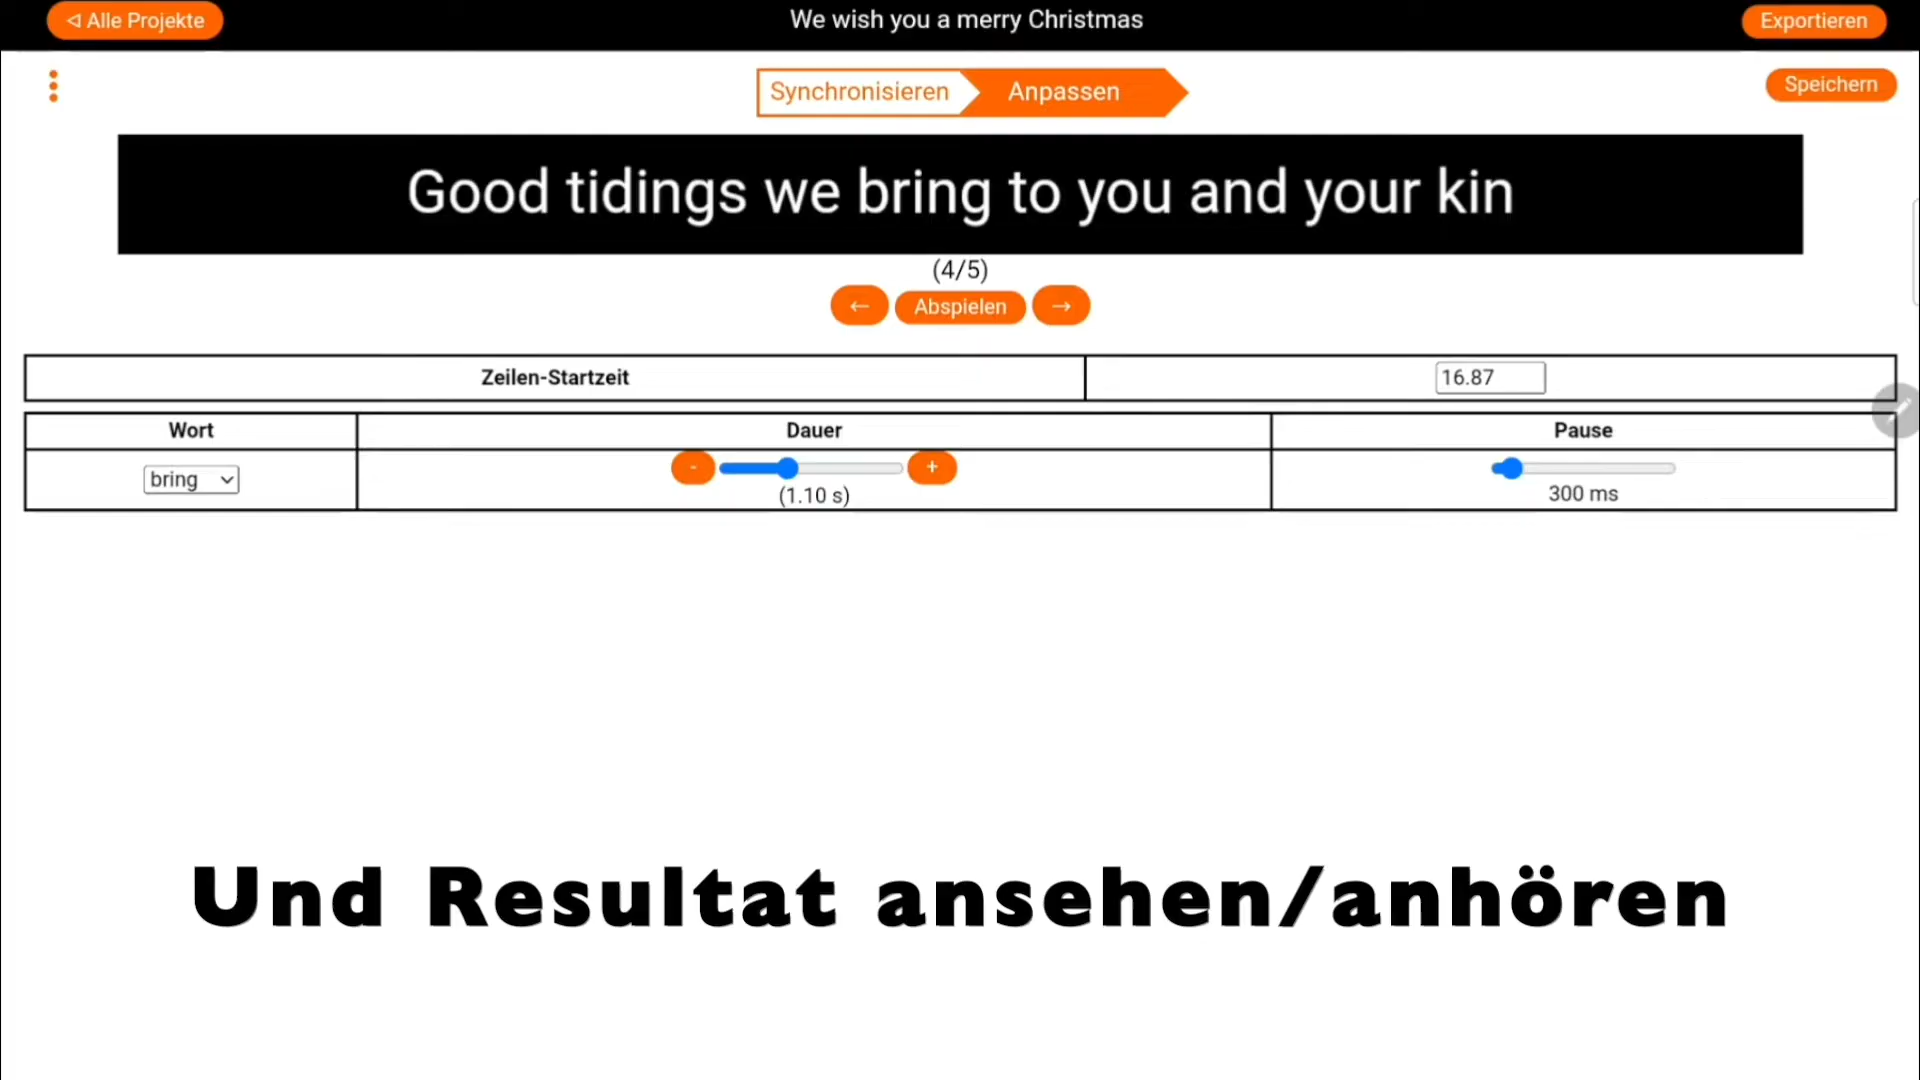 ◁ Alle Projekte
We wish you a merry Christmas
Exportieren
Synchronisieren
Anpassen
Speichern
Good tidings we bring to you and your kin
(4/5)
← Abspielen →
Zeilen-Startzeit
16.87
Wort
Dauer
Pause
bring
- +
(1.10 s)
300 ms
Und Resultat ansehen/anhören